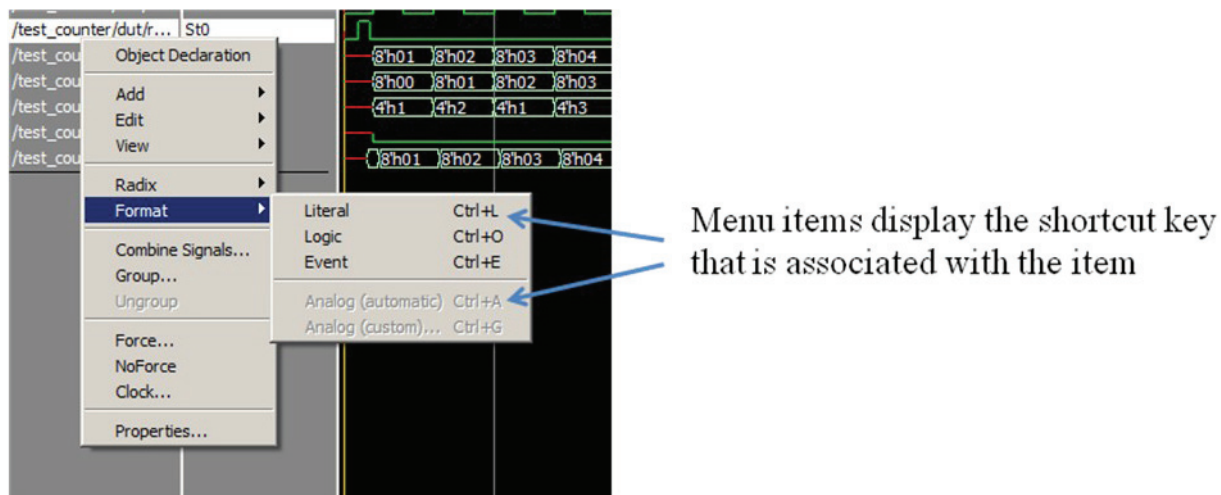 /test_counter/dut/r... St0
/test_cou
/test_cou
/test_cou
/test_cou
/test_cou
Object Declaration
Add
Edit
View
Radix
Format
Combine Signals...
Group...
Ungroup
Force...
NoForce
Clock...
Properties...
Literal Ctrl+L
Logic Ctrl+O
Event Ctrl+E
Analog (automatic) Ctrl+A
Analog (custom)... Ctrl+G
8'h01 8'h02 8'h03 8'h04
8'h00 8'h01 8'h02 8'h03
4'h1 4'h2 4'h1 4'h3
8'h01 8'h02 8'h03 8'h04
Menu items display the shortcut key
that is associated with the item